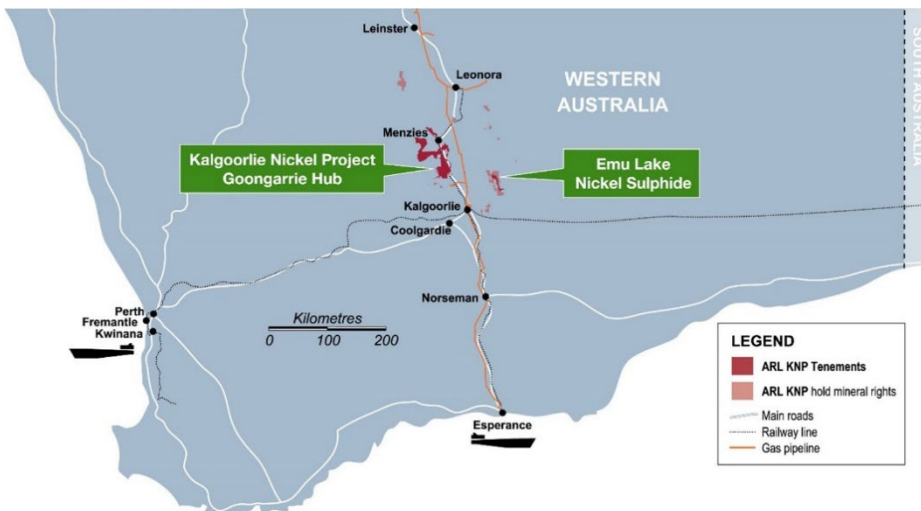 Leinster
Leonora
WESTERN
AUSTRALIA
SOUTH AUSTRALIA
Menzies
Kalgoorlie Nickel Project
Goongarrie Hub
Emu Lake
Nickel Sulphide
Kalgoorlie
Coolgardie
Norseman
Perth
Fremantle
Kwinana
Kilometres
0 100 200
Esperance
LEGEND
ARL KNP Tenements
ARL KNP hold mineral rights
Main roads
Railway line
Gas pipeline